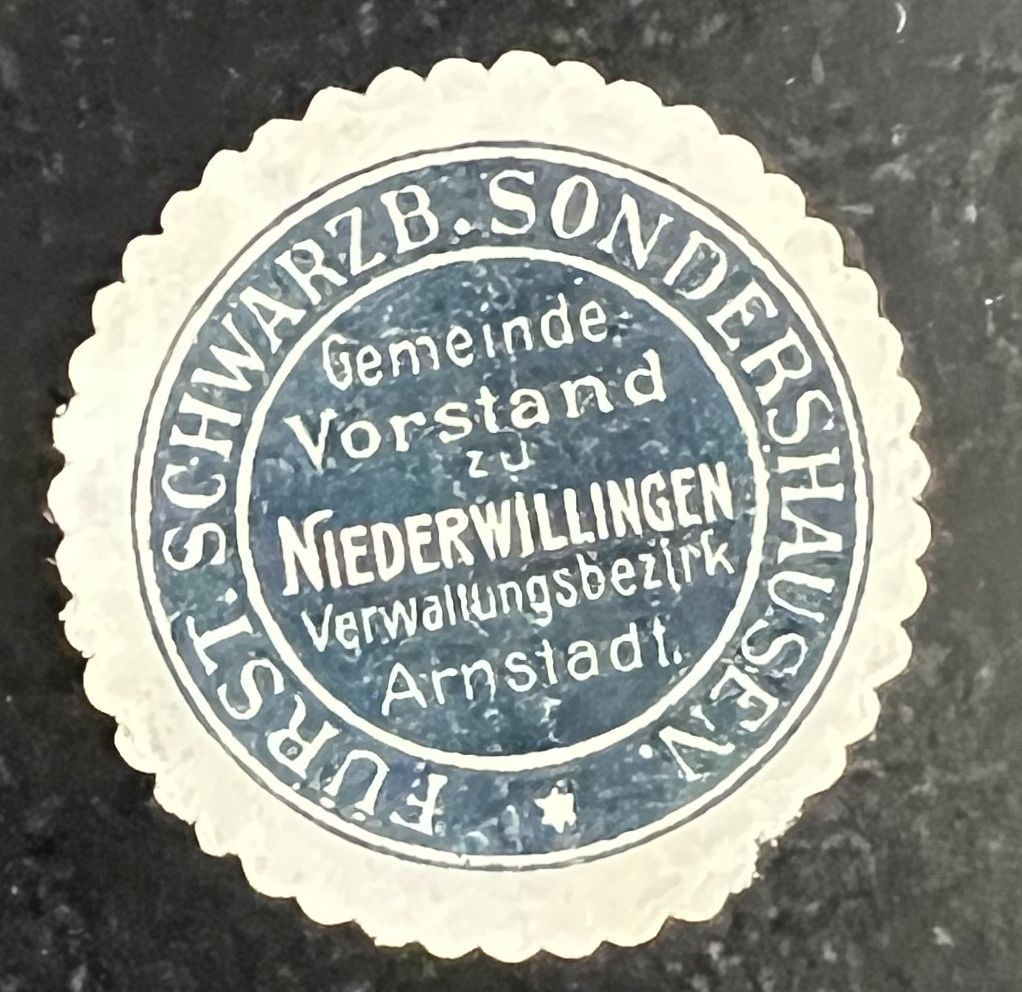 FÜRST. SCHWARZB. SONDERSHAUSEN.
Gemeinde-
Vorstand
zu
NIEDERWILLINGEN
Verwaltungsbezirk
Arnstadt.